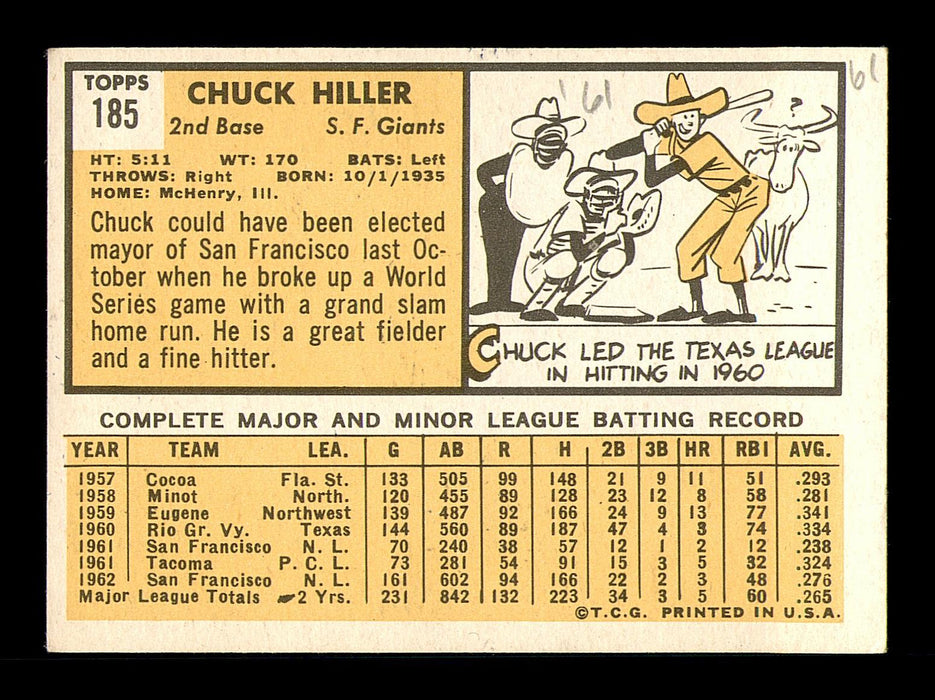 TOPPS
185
CHUCK HILLER
2nd Base S. F. Giants
HT: 5:11 WT: 170 BATS: Left
THROWS: Right BORN: 10/1/1935
HOME: McHenry, Ill.
Chuck could have been elected
mayor of San Francisco last Oc-
tober when he broke up a World
Series game with a grand slam
home run. He is a great fielder
and a fine hitter.
'61
61
?
CHUCK LED THE TEXAS LEAGUE
IN HITTING IN 1960
COMPLETE MAJOR AND MINOR LEAGUE BATTING RECORD
YEAR TEAM LEA. G AB R H 2B 3B HR RBI AVG.
1957 Cocoa Fla. St. 133 505 99 148 21 9 11 51 .293
1958 Minot North. 120 455 89 128 23 12 8 58 .281
1959 Eugene Northwest 139 487 92 166 24 9 13 77 .341
1960 Rio Gr. Vy. Texas 144 560 89 187 47 4 3 74 .334
1961 San Francisco N. L. 70 240 38 57 12 1 2 12 .238
1961 Tacoma P. C. L. 73 281 54 91 15 3 5 32 .324
1962 San Francisco N. L. 161 602 94 166 22 2 3 48 .276
Major League Totals 2 Yrs. 231 842 132 223 34 3 5 60 .265
©T.C.G. PRINTED IN U.S.A.